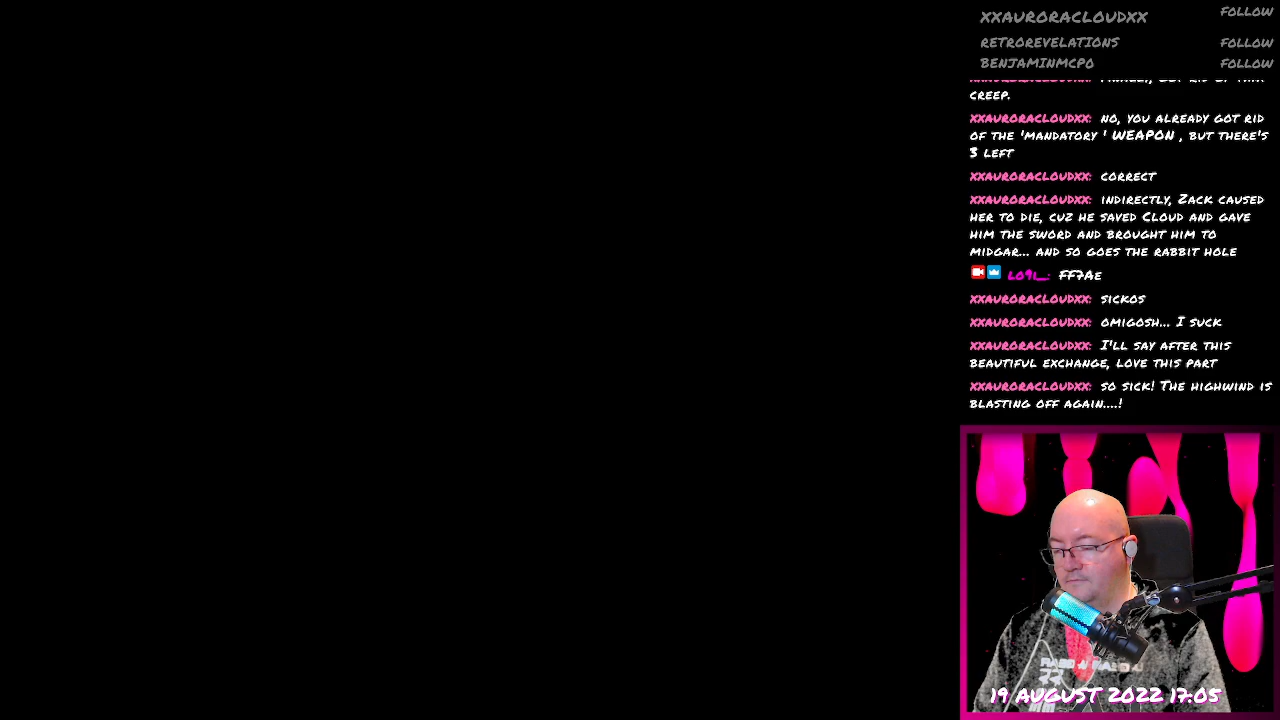 XXAURORACLOUDXX FOLLOW
RETROREVELATIONS FOLLOW
BENJAMINMCPO FOLLOW
CREEP.
XXAURORACLOUDXX: NO, YOU ALREADY GOT RID
OF THE 'MANDATORY ' WEAPON , BUT THERE'S
3 LEFT
XXAURORACLOUDXX: CORRECT
XXAURORACLOUDXX: INDIRECTLY, ZACK CAUSED
HER TO DIE, CUZ HE SAVED CLOUD AND GAVE
HIM THE SWORD AND BROUGHT HIM TO
MIDGAR... AND SO GOES THE RABBIT HOLE
LO9I_: FF7AE
XXAURORACLOUDXX: SICKOS
XXAURORACLOUDXX: OMIGOSH... I SUCK
XXAURORACLOUDXX: I'LL SAY AFTER THIS
BEAUTIFUL EXCHANGE, LOVE THIS PART
XXAURORACLOUDXX: SO SICK! THE HIGHWIND IS
BLASTING OFF AGAIN....!
19 AUGUST 2022 17:05